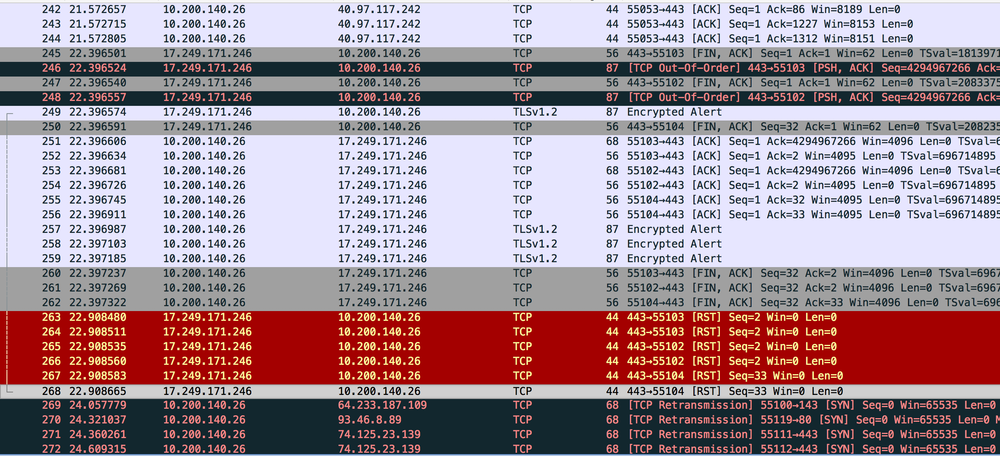 242 21.572657 10.200.140.26 40.97.117.242 TCP 44 55053→443 [ACK] Seq=1 Ack=86 Win=8189 Len=0
243 21.572715 10.200.140.26 40.97.117.242 TCP 44 55053→443 [ACK] Seq=1 Ack=1227 Win=8153 Len=0
244 21.572805 10.200.140.26 40.97.117.242 TCP 44 55053→443 [ACK] Seq=1 Ack=1312 Win=8151 Len=0
245 22.396501 17.249.171.246 10.200.140.26 TCP 56 443→55103 [FIN, ACK] Seq=1 Ack=1 Win=62 Len=0 TSval=1813971
246 22.396524 17.249.171.246 10.200.140.26 TCP 87 [TCP Out-Of-Order] 443→55103 [PSH, ACK] Seq=4294967266 Ack=
247 22.396540 17.249.171.246 10.200.140.26 TCP 56 443→55102 [FIN, ACK] Seq=1 Ack=1 Win=62 Len=0 TSval=2083375
248 22.396557 17.249.171.246 10.200.140.26 TCP 87 [TCP Out-Of-Order] 443→55102 [PSH, ACK] Seq=4294967266 Ack=
249 22.396574 17.249.171.246 10.200.140.26 TLSv1.2 87 Encrypted Alert
250 22.396591 17.249.171.246 10.200.140.26 TCP 56 443→55104 [FIN, ACK] Seq=32 Ack=1 Win=62 Len=0 TSval=208235
251 22.396606 10.200.140.26 17.249.171.246 TCP 68 55103→443 [ACK] Seq=1 Ack=4294967266 Win=4096 Len=0 TSval=6
252 22.396634 10.200.140.26 17.249.171.246 TCP 56 55103→443 [ACK] Seq=1 Ack=2 Win=4095 Len=0 TSval=696714895
253 22.396681 10.200.140.26 17.249.171.246 TCP 68 55102→443 [ACK] Seq=1 Ack=4294967266 Win=4096 Len=0 TSval=6
254 22.396726 10.200.140.26 17.249.171.246 TCP 56 55102→443 [ACK] Seq=1 Ack=2 Win=4095 Len=0 TSval=696714895
255 22.396745 10.200.140.26 17.249.171.246 TCP 56 55104→443 [ACK] Seq=1 Ack=32 Win=4095 Len=0 TSval=696714895
256 22.396911 10.200.140.26 17.249.171.246 TCP 56 55104→443 [ACK] Seq=1 Ack=33 Win=4095 Len=0 TSval=696714895
257 22.396987 10.200.140.26 17.249.171.246 TLSv1.2 87 Encrypted Alert
258 22.397103 10.200.140.26 17.249.171.246 TLSv1.2 87 Encrypted Alert
259 22.397185 10.200.140.26 17.249.171.246 TLSv1.2 87 Encrypted Alert
260 22.397237 10.200.140.26 17.249.171.246 TCP 56 55103→443 [FIN, ACK] Seq=32 Ack=2 Win=4096 Len=0 TSval=6967
261 22.397269 10.200.140.26 17.249.171.246 TCP 56 55102→443 [FIN, ACK] Seq=32 Ack=2 Win=4096 Len=0 TSval=6967
262 22.397322 10.200.140.26 17.249.171.246 TCP 56 55104→443 [FIN, ACK] Seq=32 Ack=33 Win=4096 Len=0 TSval=696
263 22.908480 17.249.171.246 10.200.140.26 TCP 44 443→55103 [RST] Seq=2 Win=0 Len=0
264 22.908511 17.249.171.246 10.200.140.26 TCP 44 443→55103 [RST] Seq=2 Win=0 Len=0
265 22.908535 17.249.171.246 10.200.140.26 TCP 44 443→55102 [RST] Seq=2 Win=0 Len=0
266 22.908560 17.249.171.246 10.200.140.26 TCP 44 443→55102 [RST] Seq=2 Win=0 Len=0
267 22.908583 17.249.171.246 10.200.140.26 TCP 44 443→55104 [RST] Seq=33 Win=0 Len=0
268 22.908665 17.249.171.246 10.200.140.26 TCP 44 443→55104 [RST] Seq=33 Win=0 Len=0
269 24.057779 10.200.140.26 64.233.187.109 TCP 68 [TCP Retransmission] 55100→143 [SYN] Seq=0 Win=65535 Len=0
270 24.321037 10.200.140.26 93.46.8.89 TCP 68 [TCP Retransmission] 55119→80 [SYN] Seq=0 Win=65535 Len=0 M
271 24.360261 10.200.140.26 74.125.23.139 TCP 68 [TCP Retransmission] 55111→443 [SYN] Seq=0 Win=65535 Len=0
272 24.609315 10.200.140.26 74.125.23.139 TCP 68 [TCP Retransmission] 55112→443 [SYN] Seq=0 Win=65535 Len=0